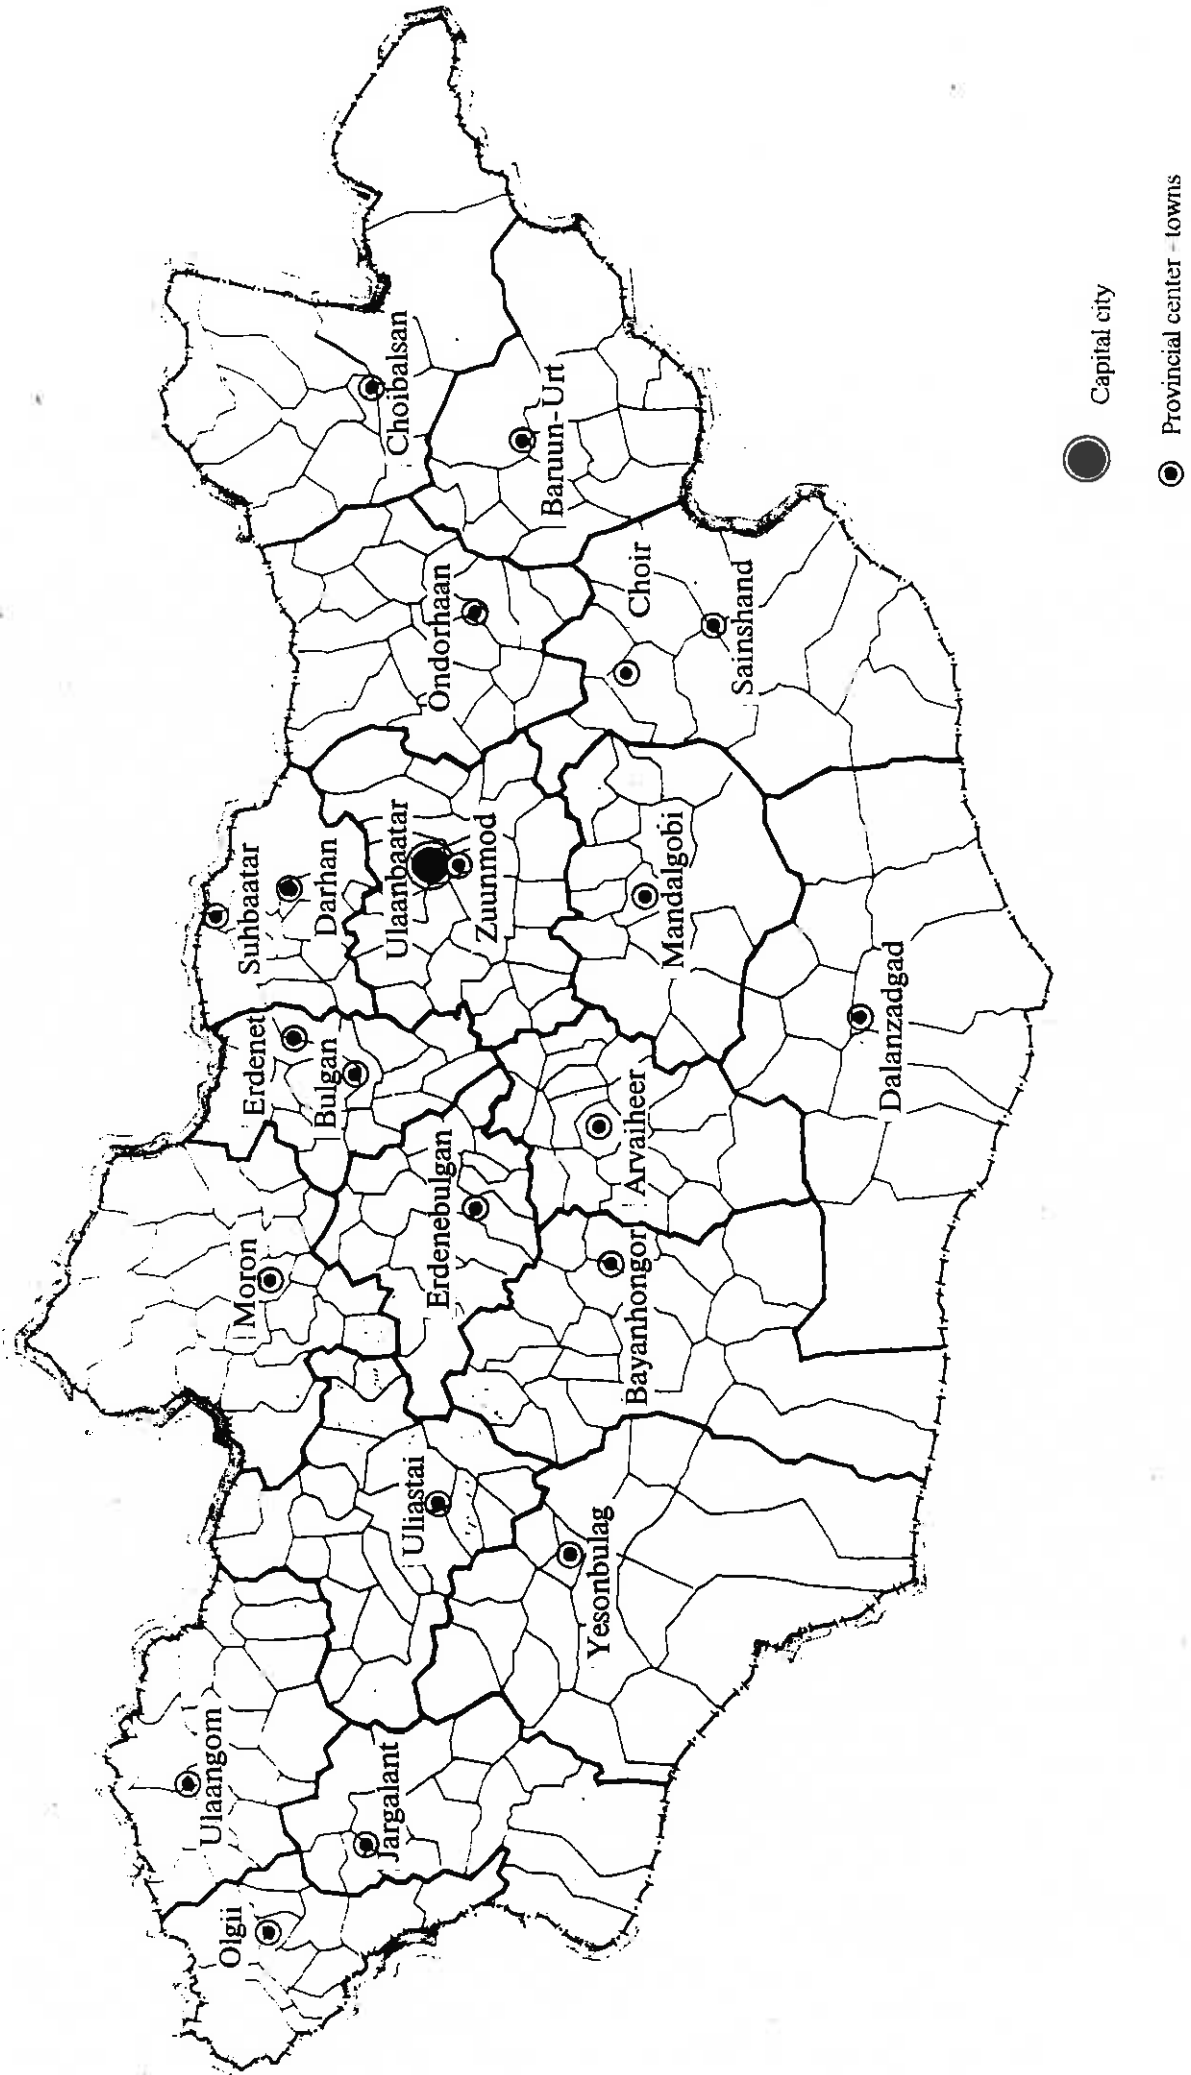 Olgii
Ulaangom
Jargalant
Uliastai
Yesonbulag
Moron
Erdenebulgan
Bayanhongor
Arvaiheer
Erdenet
Bulgan
Suhbaatar
Darhan
Ulaanbaatar
Zuunmod
Mandalgobi
Dalanzadgad
Ondorhaan
Choir
Sainshand
Choibalsan
Baruun-Urt
Capital city
Provincial center - towns